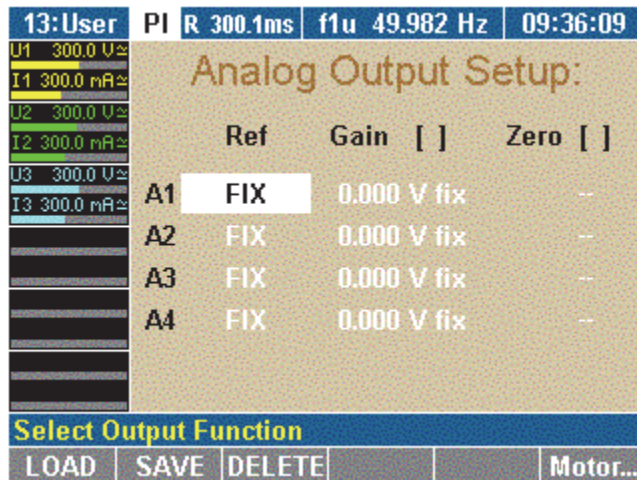 13:User PI R 300.1ms f1u 49.982 Hz 09:36:09
U1 300.0 V≃
I1 300.0 mA≃
U2 300.0 V≃
I2 300.0 mA≃
U3 300.0 V≃
I3 300.0 mA≃
Analog Output Setup:
Ref Gain [ ] Zero [ ]
A1 FIX 0.000 V fix --
A2 FIX 0.000 V fix --
A3 FIX 0.000 V fix --
A4 FIX 0.000 V fix --
Select Output Function
LOAD SAVE DELETE Motor...